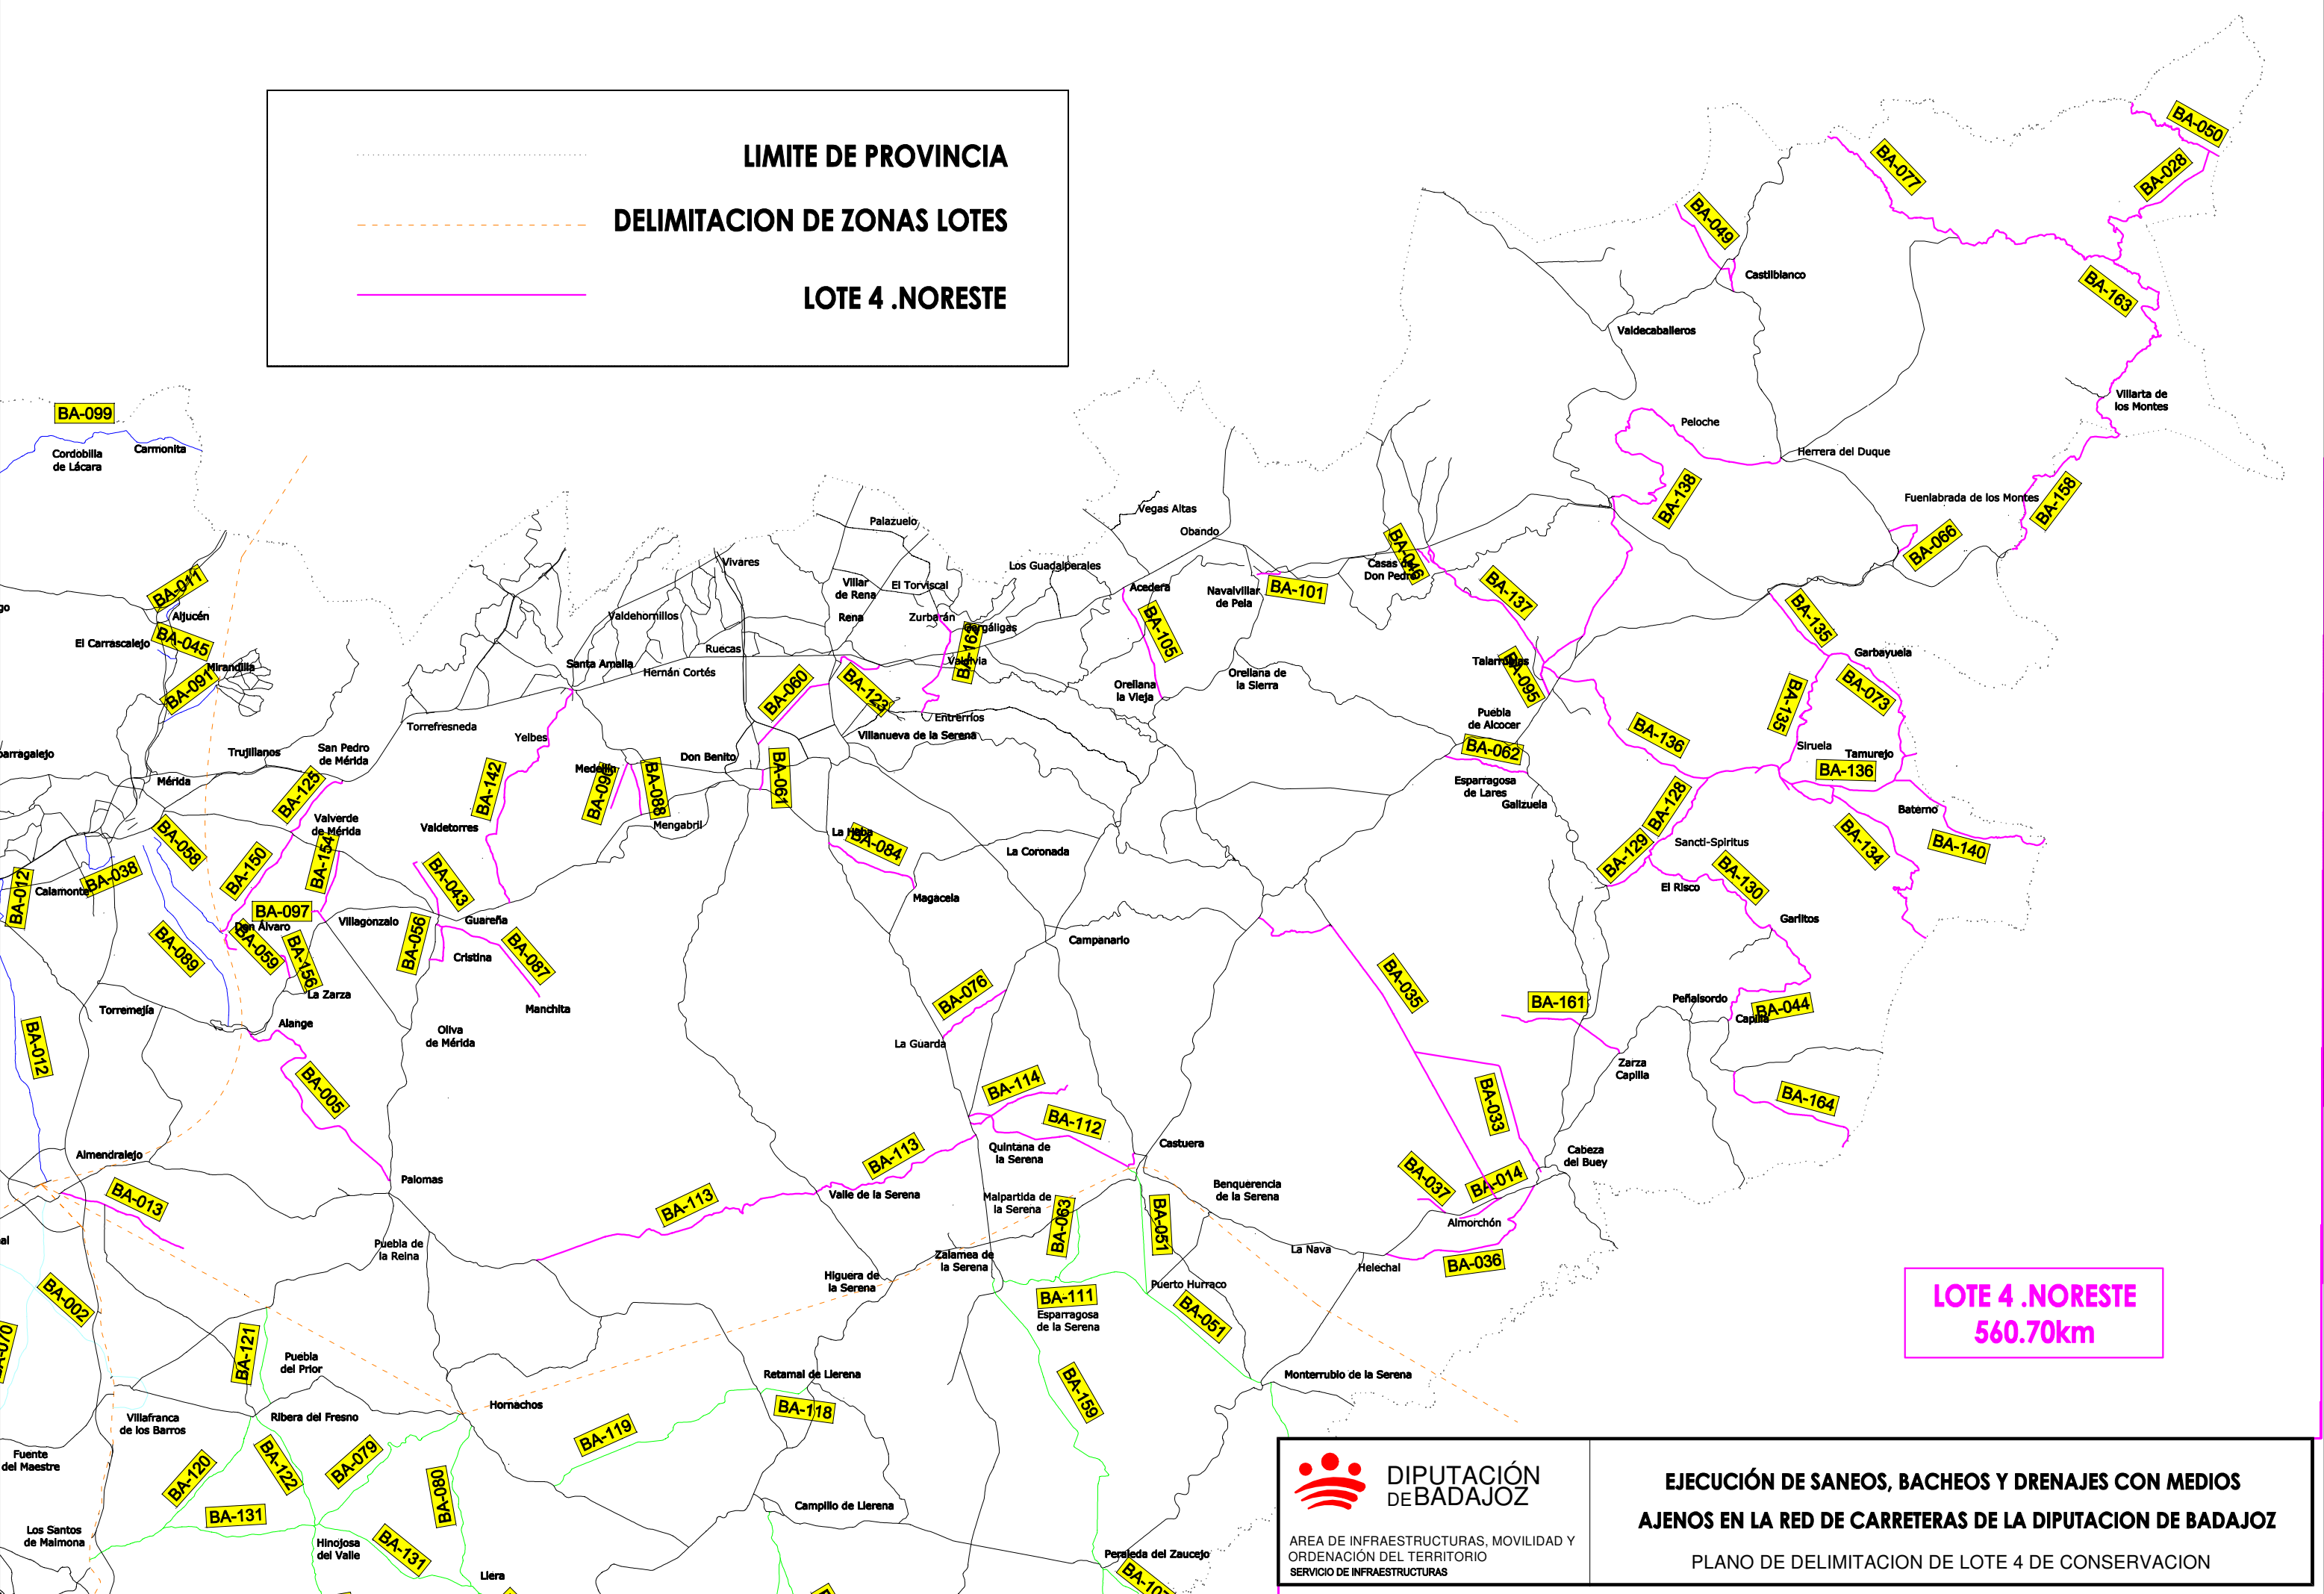 LIMITE DE PROVINCIA
DELIMITACION DE ZONAS LOTES
LOTE 4 .NORESTE
BA-050
BA-028
BA-077
BA-049
Castilblanco
BA-163
Valdecaballeros
Villarta de
los Montes
Peloche
BA-099
Carmonita
Cordobilla
de Lácara
Herrera del Duque
BA-138
Fuenlabrada de los Montes
BA-158
BA-066
Vegas Altas
Obando
Palazuelo
Vivares
Los Guadalperales
Villar
de Rena
El Torviscal
Acedera
Navalvillar
de Pela
BA-101
BA-046
Casas de
Don Pedro
BA-137
BA-011
Aljucén
BA-045
El Carrascalejo
Mirandilla
BA-091
Valdehornillos
Rena
Zurbarán
Gargáligas
BA-162
Valdivia
BA-105
BA-135
Garbayuela
Santa Amalia
Ruecas
Hernán Cortés
BA-060
BA-123
Orellana
la Vieja
Orellana de
la Sierra
Talarrubias
BA-095
BA-073
BA-135
Torrefresneda
Yelbes
Entrerríos
Villanueva de la Serena
Puebla
de Alcocer
BA-062
BA-136
Siruela
Tamurejo
BA-136
Trujillanos
San Pedro
de Mérida
Don Benito
BA-061
Medellín
BA-088
BA-142
Mérida
BA-125
Esparragosa
de Lares
Galizuela
BA-128
Baterno
BA-140
BA-134
Valverde
de Mérida
Valdetorres
Mengabril
La Haba
BA-084
La Coronada
BA-129
Sancti-Spiritus
BA-130
El Risco
Garlitos
BA-058
BA-150
BA-154
BA-038
Calamonte
BA-012
BA-043
Magacela
BA-097
Villagonzalo
Guareña
BA-056
Don Álvaro
BA-059
BA-156
BA-089
Cristina
BA-087
Campanario
La Zarza
Manchita
BA-076
BA-035
BA-161
Peñalsordo
BA-044
Capilla
Torremejía
Alange
Oliva
de Mérida
La Guarda
BA-012
Zarza
Capilla
BA-005
BA-114
BA-112
BA-033
BA-164
Almendralejo
BA-113
Quintana de
la Serena
Castuera
Cabeza
del Buey
BA-013
Palomas
BA-113
Valle de la Serena
Malpartida de
la Serena
BA-063
BA-051
Benquerencia
de la Serena
BA-037
BA-014
Almorchón
Puebla de
la Reina
La Nava
Helechal
BA-036
Zalamea de
la Serena
Higuera de
la Serena
BA-002
BA-111
Esparragosa
de la Serena
Puerto Hurraco
BA-051
LOTE 4 .NORESTE
560.70km
BA-121
Puebla
del Prior
Retamal de Llerena
BA-118
BA-159
Monterrubio de la Serena
Hornachos
Villafranca
de los Barros
Ribera del Fresno
BA-119
BA-079
BA-122
BA-120
BA-080
Fuente
del Maestre
BA-131
Campillo de Llerena
Los Santos
de Maimona
Hinojosa
del Valle
BA-131
Llera
Peraleda del Zaucejo
DIPUTACIÓN
DE BADAJOZ
AREA DE INFRAESTRUCTURAS, MOVILIDAD Y
ORDENACIÓN DEL TERRITORIO
SERVICIO DE INFRAESTRUCTURAS
EJECUCIÓN DE SANEOS, BACHEOS Y DRENAJES CON MEDIOS
AJENOS EN LA RED DE CARRETERAS DE LA DIPUTACION DE BADAJOZ
PLANO DE DELIMITACION DE LOTE 4 DE CONSERVACION